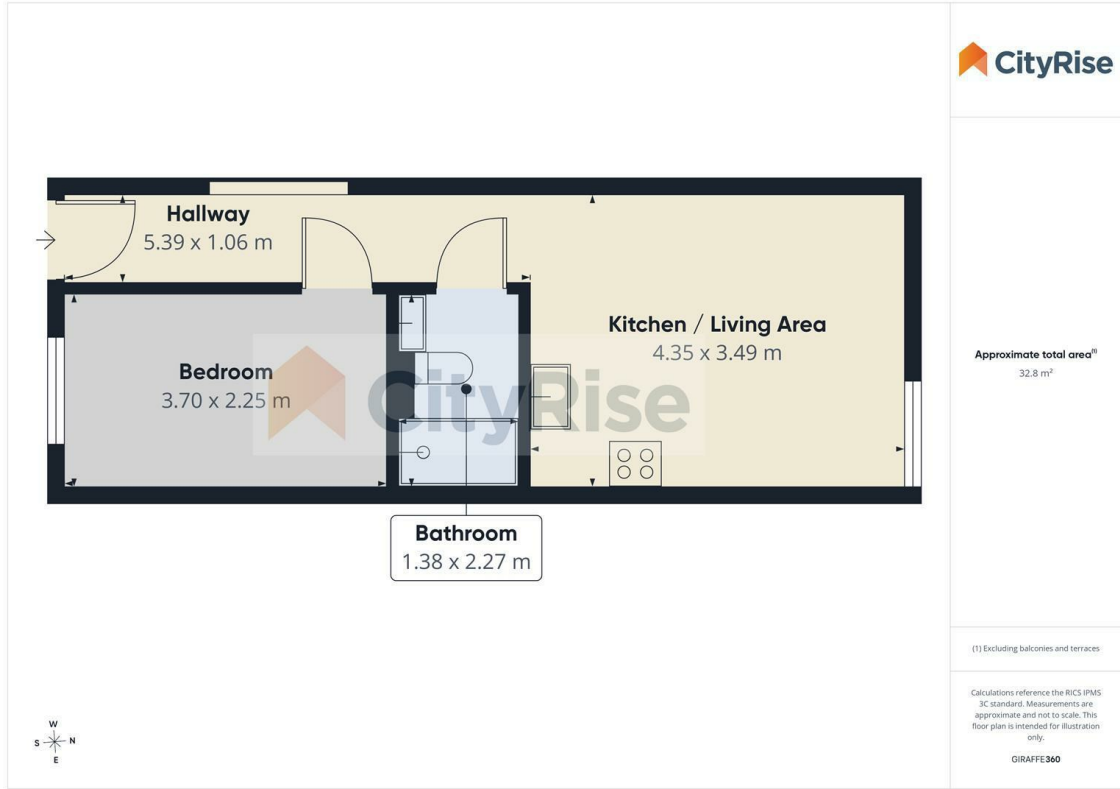 CityRise
Hallway
5.39 x 1.06 m
Kitchen / Living Area
4.35 x 3.49 m
Bedroom
3.70 x 2.25 m
CityRise
Bathroom
1.38 x 2.27 m
Approximate total area(1)
32.8 m²
(1) Excluding balconies and terraces
Calculations reference the RICS IPMS
3C standard. Measurements are
approximate and not to scale. This
floor plan is intended for illustration
only.
GIRAFFE360
W
S N
E